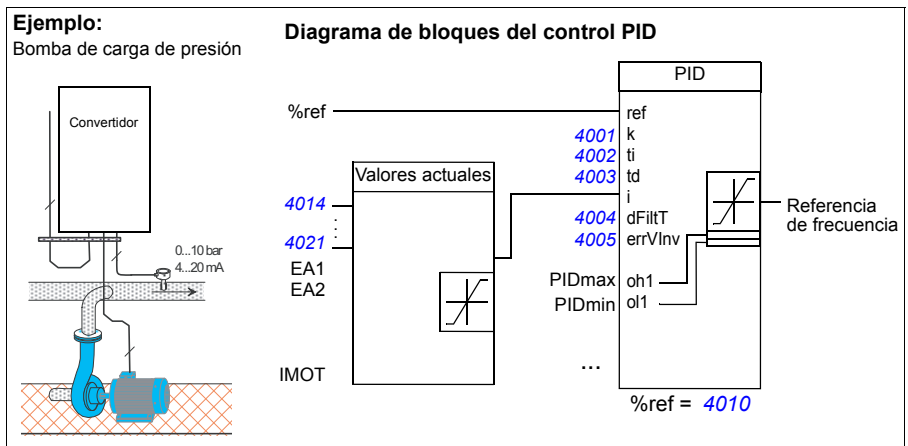 Ejemplo:
Bomba de carga de presión
Convertidor
0...10 bar
4...20 mA
Diagrama de bloques del control PID
%ref
Valores actuales
4014
4021
EA1
EA2
IMOT
PID
ref
4001 k
4002 ti
4003 td
i
4004 dFiltT
4005 errVInv
PIDmax oh1
PIDmin ol1
...
%ref = 4010
Referencia
de frecuencia